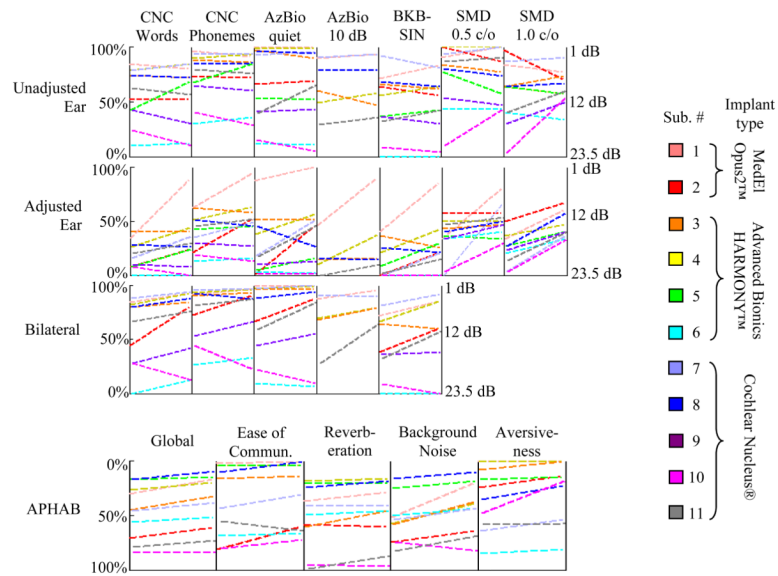 CNC Words
CNC Phonemes
AzBio quiet
AzBio 10 dB
BKB-SIN
SMD 0.5 c/o
SMD 1.0 c/o
Unadjusted Ear
100%
50%
0%
1 dB
12 dB
23.5 dB
Adjusted Ear
100%
50%
0%
1 dB
12 dB
23.5 dB
Bilateral
100%
50%
0%
1 dB
12 dB
23.5 dB
Global
Ease of Commun.
Reverb-eration
Background Noise
Aversive-ness
APHAB
0%
50%
100%
Sub. #
Implant type
1
2
MedEl Opus2™
3
4
5
6
Advanced Bionics HARMONY™
7
8
9
10
11
Cochlear Nucleus®